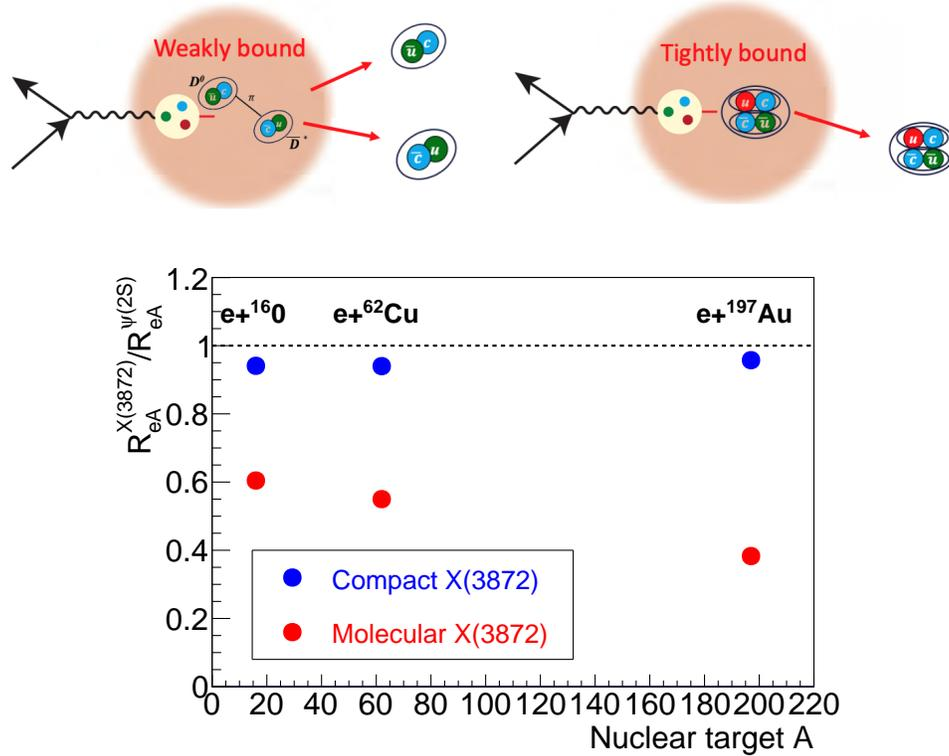 Weakly bound
Tightly bound
D⁰
ū c
π
c̄ u
D̄*
ū c
c̄ u
u c
c̄ ū
u c
c̄ ū
R_eA^X(3872)/R_eA^ψ(2S)
1.2
1
0.8
0.6
0.4
0.2
0
e+¹⁶0
e+⁶²Cu
e+¹⁹⁷Au
Compact X(3872)
Molecular X(3872)
0 20 40 60 80 100 120 140 160 180 200 220
Nuclear target A